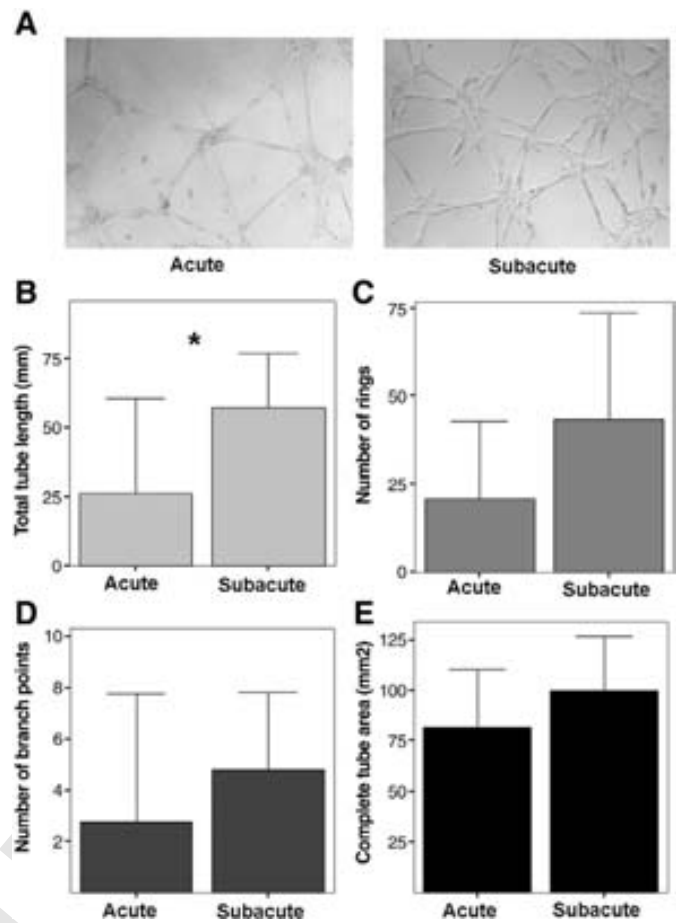 A
Acute
Subacute
B
Total tube length (mm)
75
50
25
0
*
Acute
Subacute
C
Number of rings
75
50
25
0
Acute
Subacute
D
Number of branch points
10
8
6
4
2
Acute
Subacute
E
Complete tube area (mm2)
125
100
75
50
25
Acute
Subacute